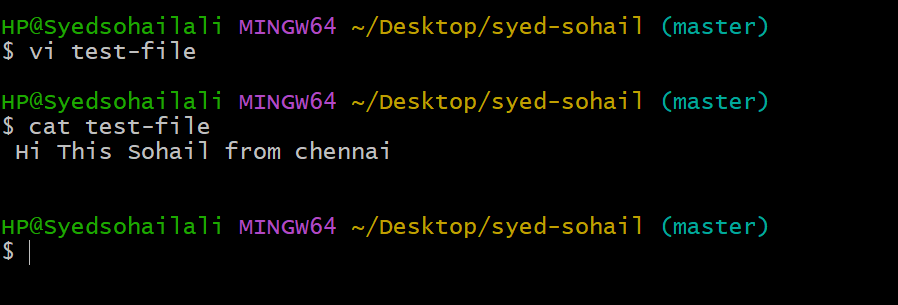 HP@Syedsohailali MINGW64 ~/Desktop/syed-sohail (master)
$ vi test-file
HP@Syedsohailali MINGW64 ~/Desktop/syed-sohail (master)
$ cat test-file
 Hi This Sohail from chennai
HP@Syedsohailali MINGW64 ~/Desktop/syed-sohail (master)
$